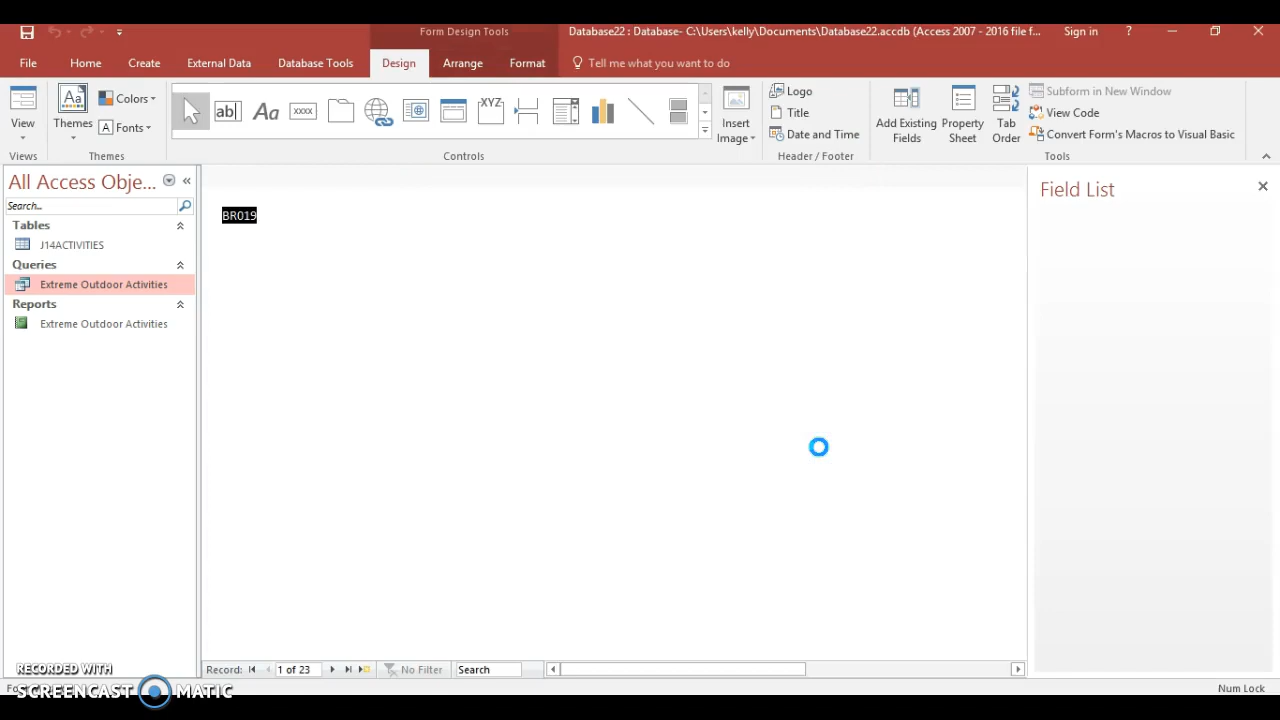 Form Design Tools
Database22 : Database- C:\Users\kelly\Documents\Database22.accdb (Access 2007 - 2016 file f...
Sign in
?
File
Home
Create
External Data
Database Tools
Design
Arrange
Format
Tell me what you want to do
View
Themes
Colors
Fonts
ab|
Aa
xxxx
XYZ
Insert Image
Logo
Title
Date and Time
Add Existing Fields
Property Sheet
Tab Order
Subform in New Window
View Code
Convert Form's Macros to Visual Basic
Views
Themes
Controls
Header / Footer
Tools
All Access Obje...
Search...
Tables
J14ACTIVITIES
Queries
Extreme Outdoor Activities
Reports
Extreme Outdoor Activities
BR019
Field List
Record:
1 of 23
No Filter
Search
RECORDED WITH
SCREENCAST MATIC
Num Lock